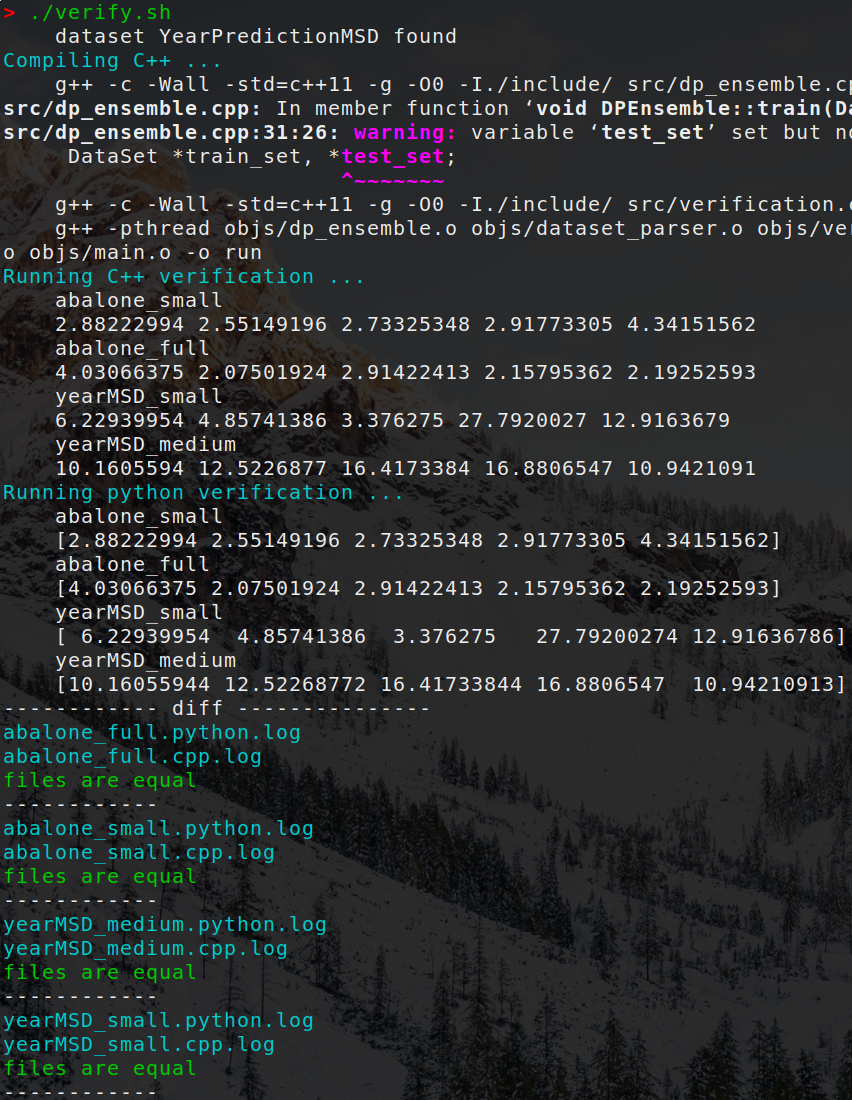 > ./verify.sh
dataset YearPredictionMSD found
Compiling C++ ...
g++ -c -Wall -std=c++11 -g -O0 -I./include/ src/dp_ensemble.cp
src/dp_ensemble.cpp: In member function ‘void DPEnsemble::train(Da
src/dp_ensemble.cpp:31:26: warning: variable ‘test_set’ set but no
DataSet *train_set, *test_set;
^~~~~~~~
g++ -c -Wall -std=c++11 -g -O0 -I./include/ src/verification.c
g++ -pthread objs/dp_ensemble.o objs/dataset_parser.o objs/ver
o objs/main.o -o run
Running C++ verification ...
abalone_small
2.88222994 2.55149196 2.73325348 2.91773305 4.34151562
abalone_full
4.03066375 2.07501924 2.91422413 2.15795362 2.19252593
yearMSD_small
6.22939954 4.85741386 3.376275 27.7920027 12.9163679
yearMSD_medium
10.1605594 12.5226877 16.4173384 16.8806547 10.9421091
Running python verification ...
abalone_small
[2.88222994 2.55149196 2.73325348 2.91773305 4.34151562]
abalone_full
[4.03066375 2.07501924 2.91422413 2.15795362 2.19252593]
yearMSD_small
[ 6.22939954  4.85741386  3.376275   27.79200274 12.91636786]
yearMSD_medium
[10.16055944 12.52268772 16.41733844 16.8806547  10.94210913]
------------ diff ---------------
abalone_full.python.log
abalone_full.cpp.log
files are equal
------------
abalone_small.python.log
abalone_small.cpp.log
files are equal
------------
yearMSD_medium.python.log
yearMSD_medium.cpp.log
files are equal
------------
yearMSD_small.python.log
yearMSD_small.cpp.log
files are equal
------------